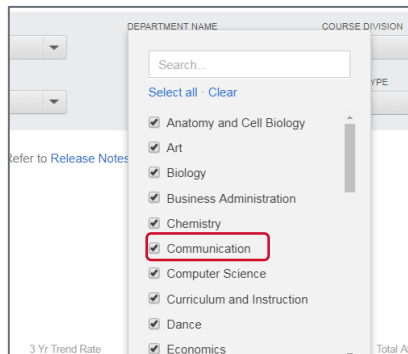 DEPARTMENT NAME COURSE DIVISION
Search...
Select all · Clear
YPE
Anatomy and Cell Biology
Art
Refer to Release Notes
Biology
Business Administration
Chemistry
Communication
Computer Science
Curriculum and Instruction
Dance
3 Yr Trend Rate Economics Total A